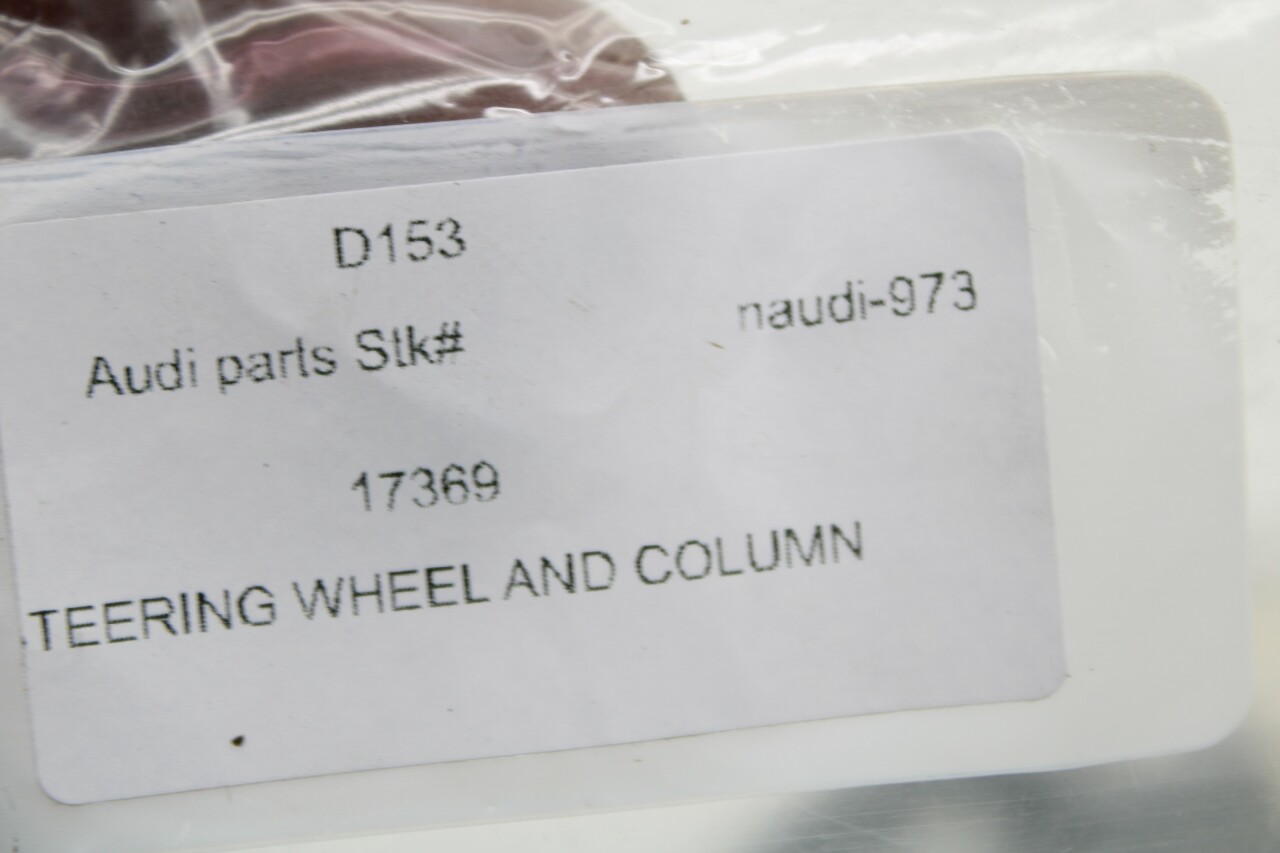 D153
Audi parts Stk# naudi-973
17369
TEERING WHEEL AND COLUMN